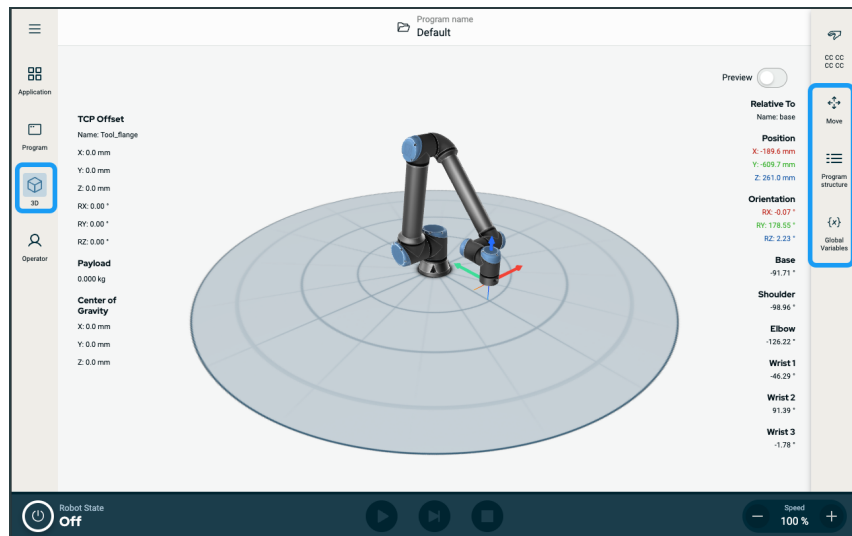 Program name
Default
CC CC
CC CC
Application
Program
3D
Operator
TCP Offset
Name: Tool_flange
X: 0.0 mm
Y: 0.0 mm
Z: 0.0 mm
RX: 0.00 °
RY: 0.00 °
RZ: 0.00 °
Payload
0.000 kg
Center of
Gravity
X: 0.0 mm
Y: 0.0 mm
Z: 0.0 mm
Preview
Relative To
Name: base
Position
X: -189.6 mm
Y: -609.7 mm
Z: 261.0 mm
Orientation
RX: -0.07 °
RY: 178.55 °
RZ: 2.23 °
Base
-91.71 °
Shoulder
-98.96 °
Elbow
-126.22 °
Wrist 1
-46.29 °
Wrist 2
91.39 °
Wrist 3
-1.78 °
Move
Program
structure
{x}
Global
Variables
Robot State
Off
Speed
100 %